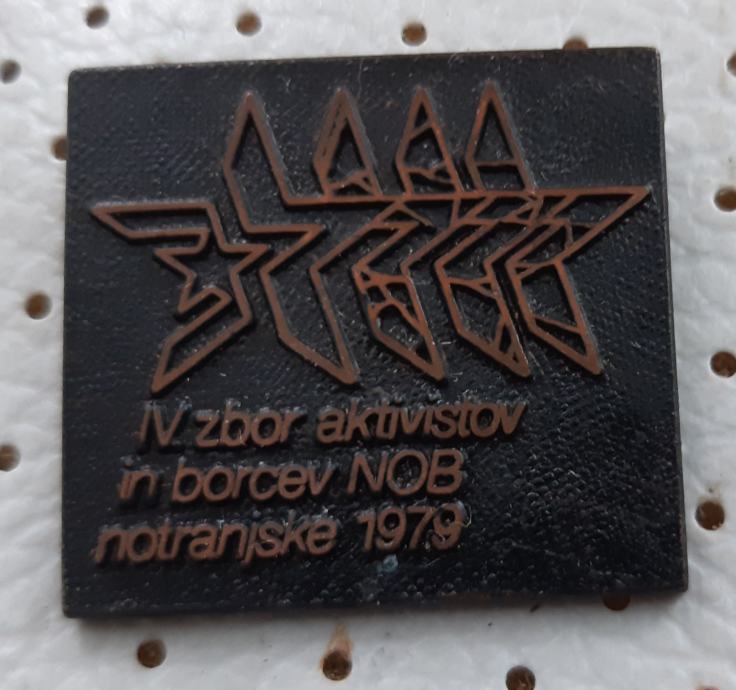 IV zbor aktivistov
in borcev NOB
notranjske 1979